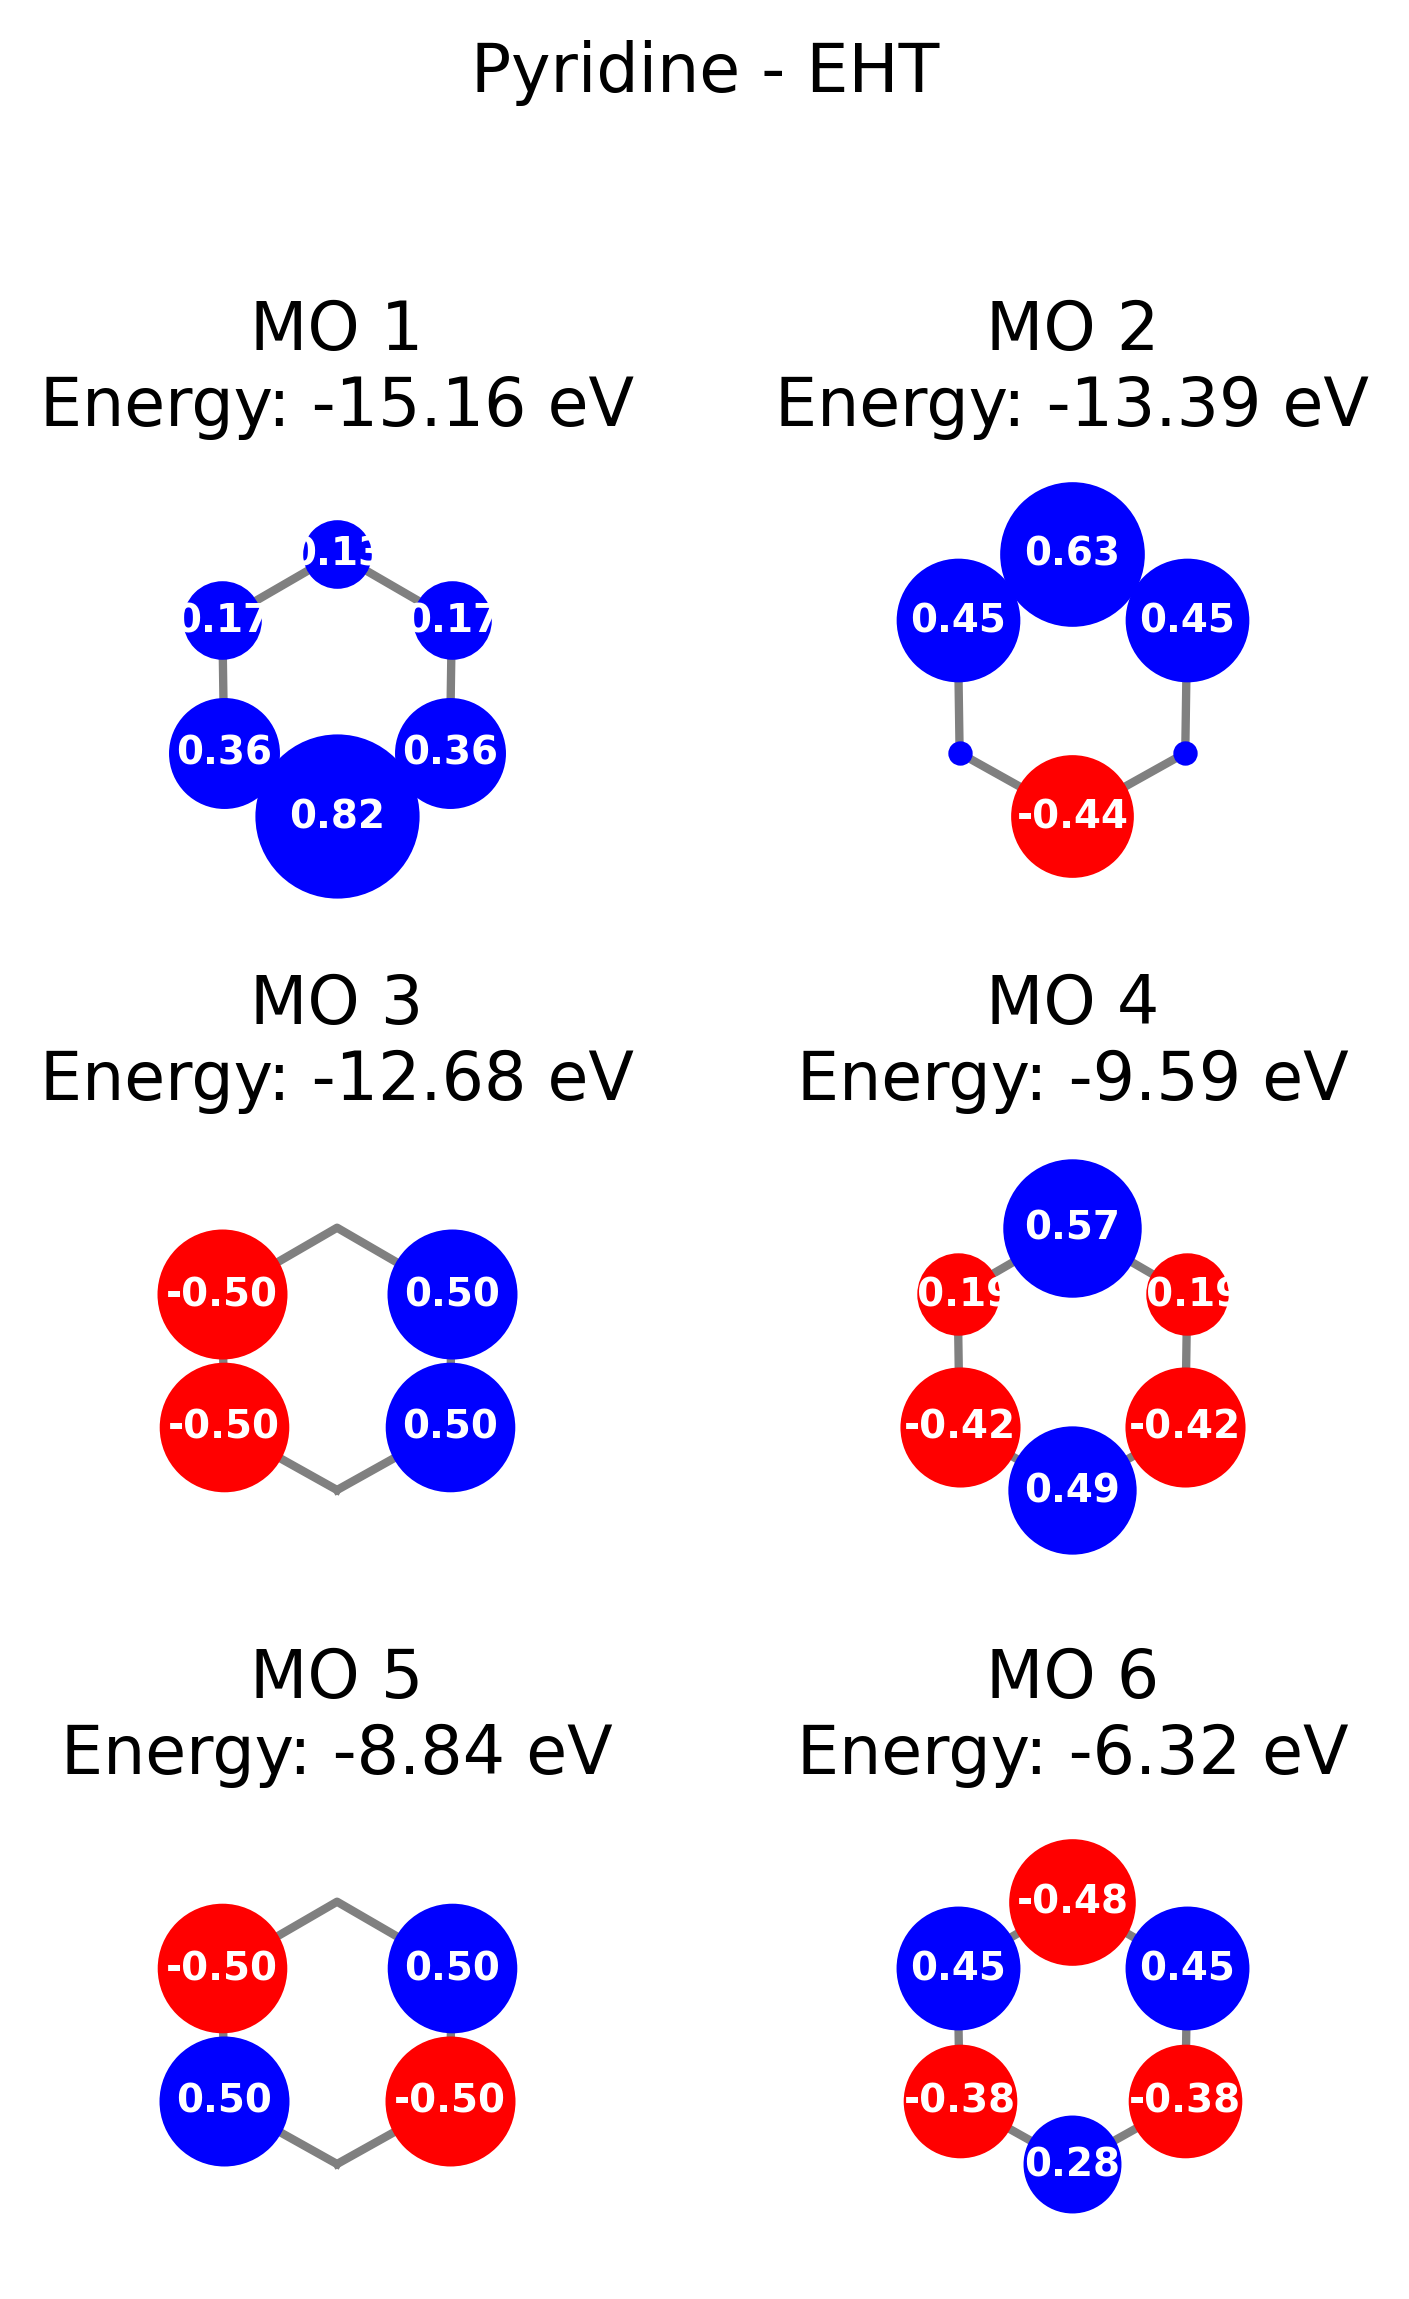 Pyridine - EHT
MO 1
Energy: -15.16 eV
MO 2
Energy: -13.39 eV
0.13
0.17 0.17
0.36 0.36
0.82
0.63
0.45 0.45
-0.44
MO 3
Energy: -12.68 eV
MO 4
Energy: -9.59 eV
-0.50 0.50
-0.50 0.50
0.57
0.19 0.19
-0.42 -0.42
0.49
MO 5
Energy: -8.84 eV
MO 6
Energy: -6.32 eV
-0.50 0.50
0.50 -0.50
-0.48
0.45 0.45
-0.38 -0.38
0.28